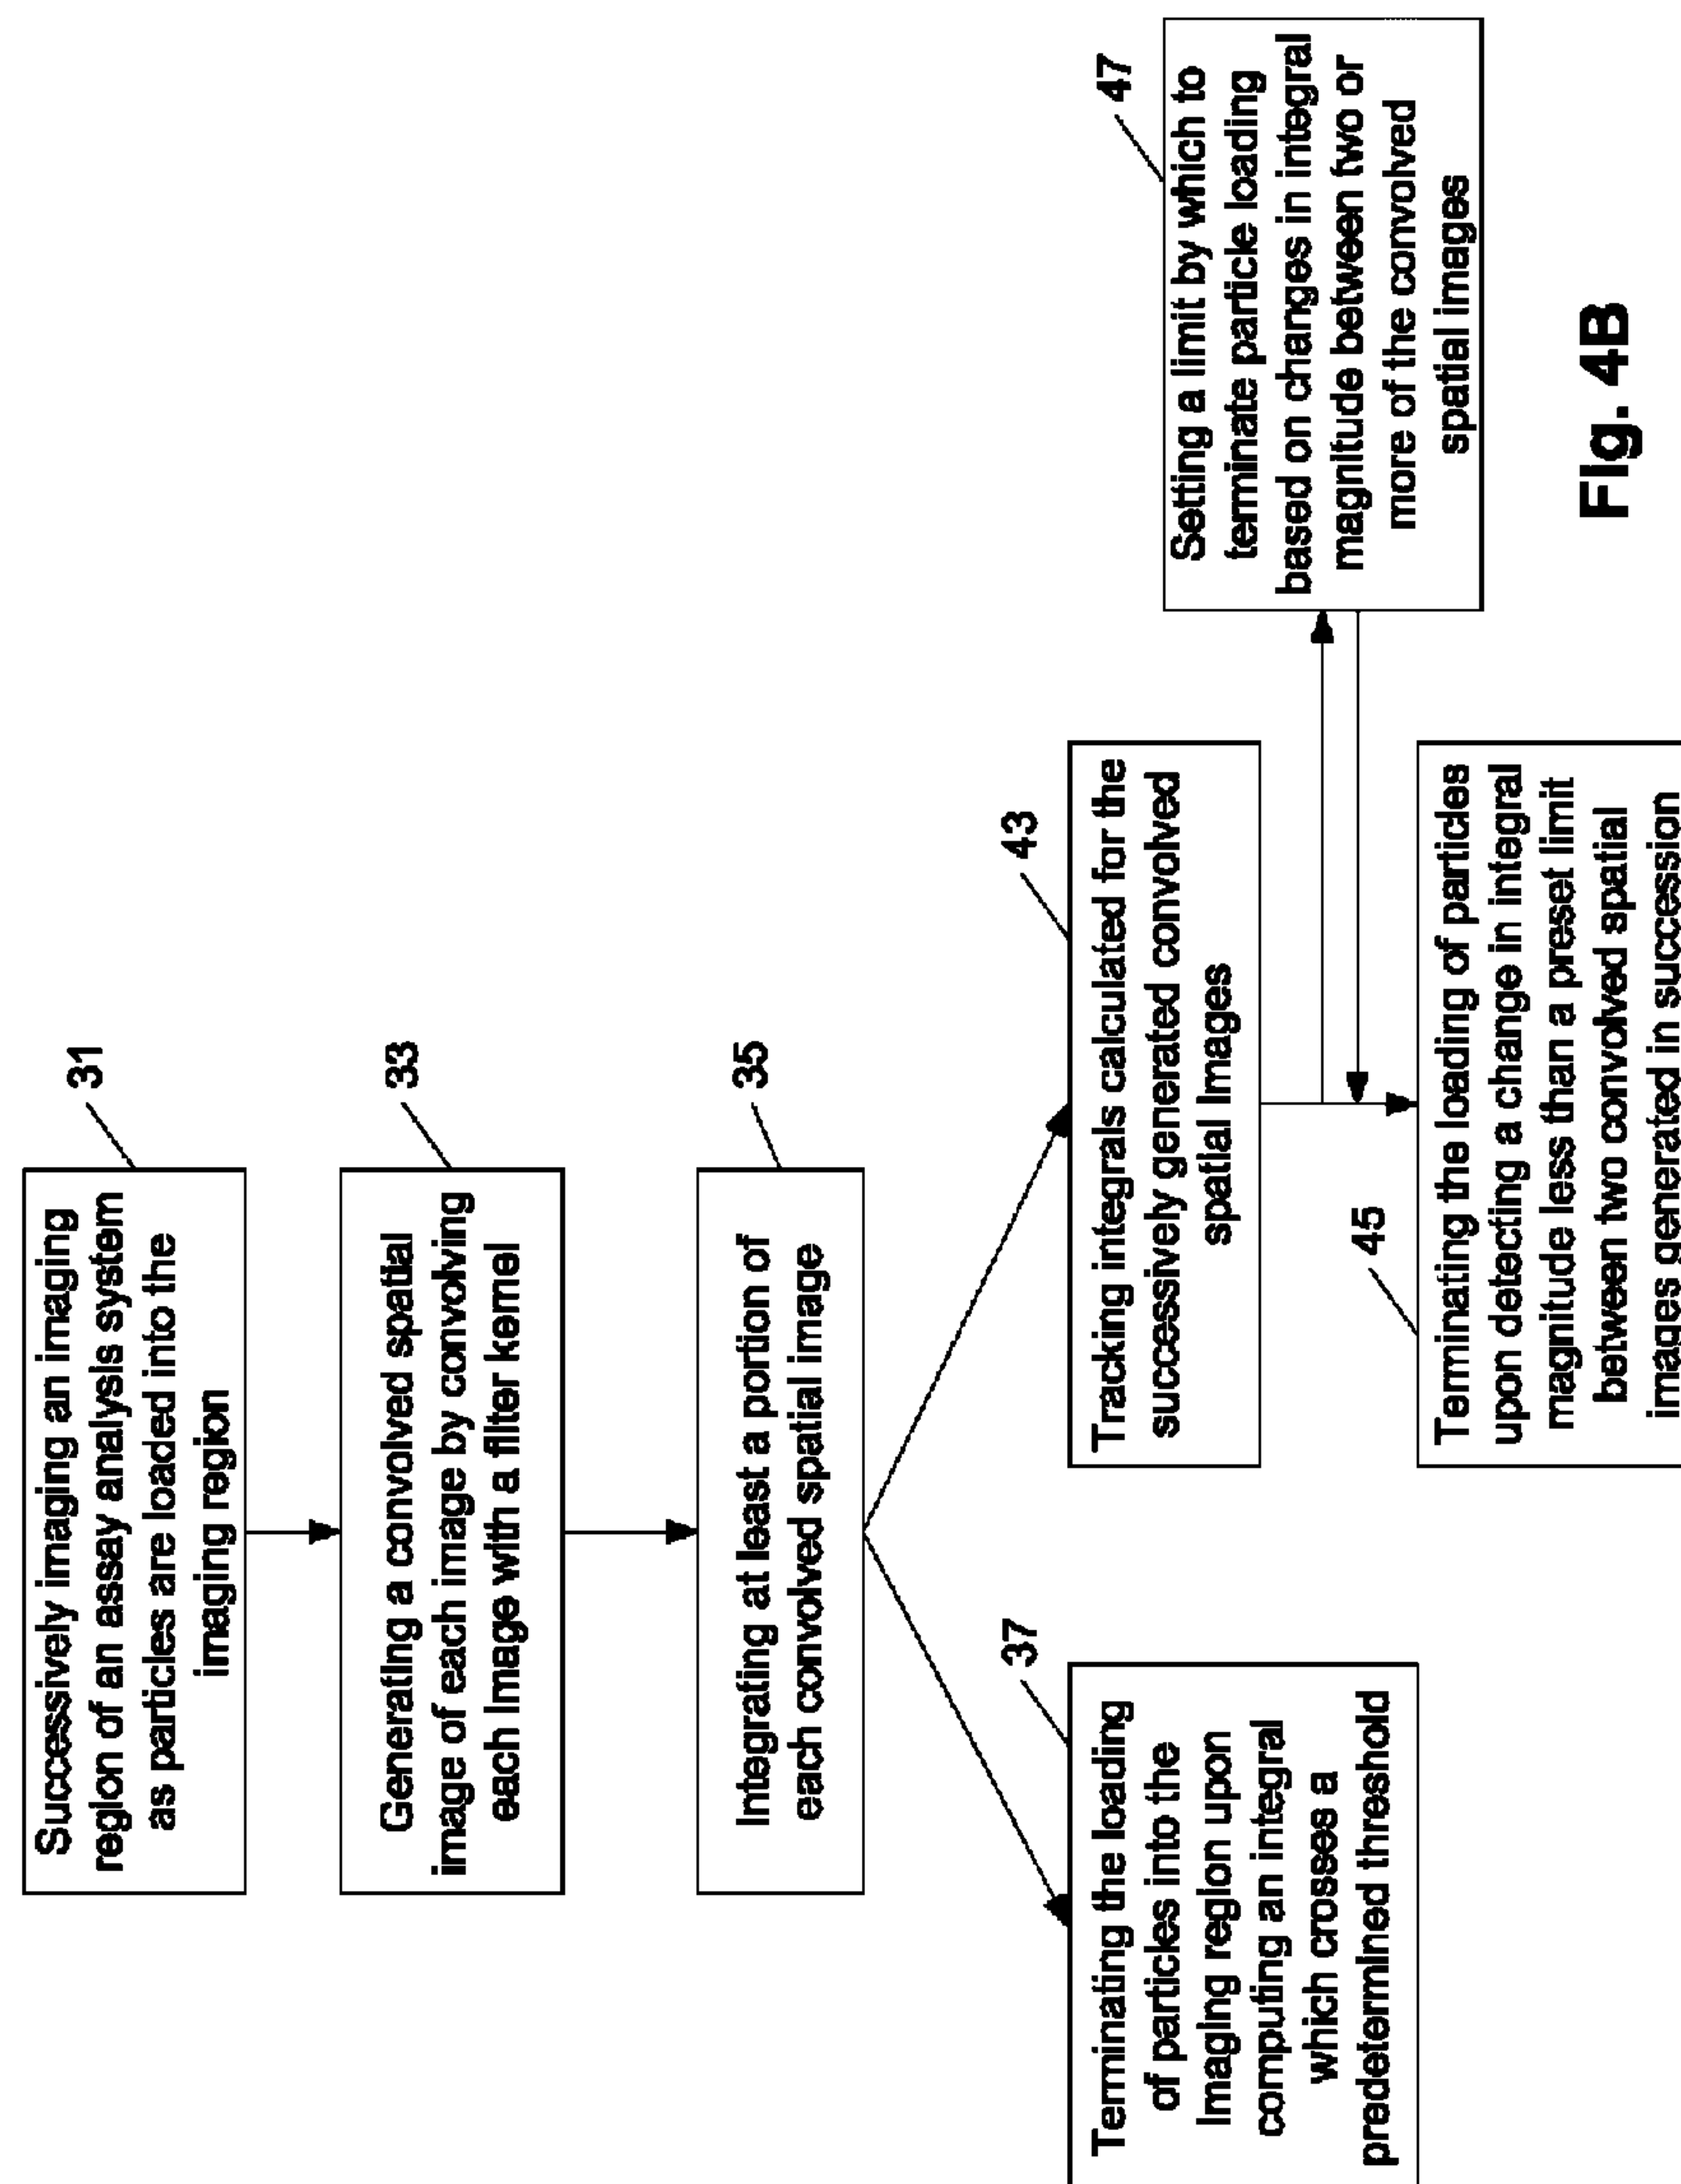 31
Successively imaging an imaging
region of an assay analysis system
as particles are loaded into the
imaging region
33
Generating a convolved spatial
image of each image by convolving
each image with a filter kernel
35
Integrating at least a portion of
each convolved spatial image
37
Terminating the loading
of particles into the
imaging region upon
computing an integral
which crosses a
predetermined threshold
43
Tracking integrals calculated for the
successively generated convolved
spatial images
45
Terminating the loading of particles
upon detecting a change in integral
magnitude less than a preset limit
between two convolved spatial
images generated in succession
47
Setting a limit by which to
terminate particle loading
based on changes in integral
magnitude between two or
more of the convolved
spatial images
Fig. 4B